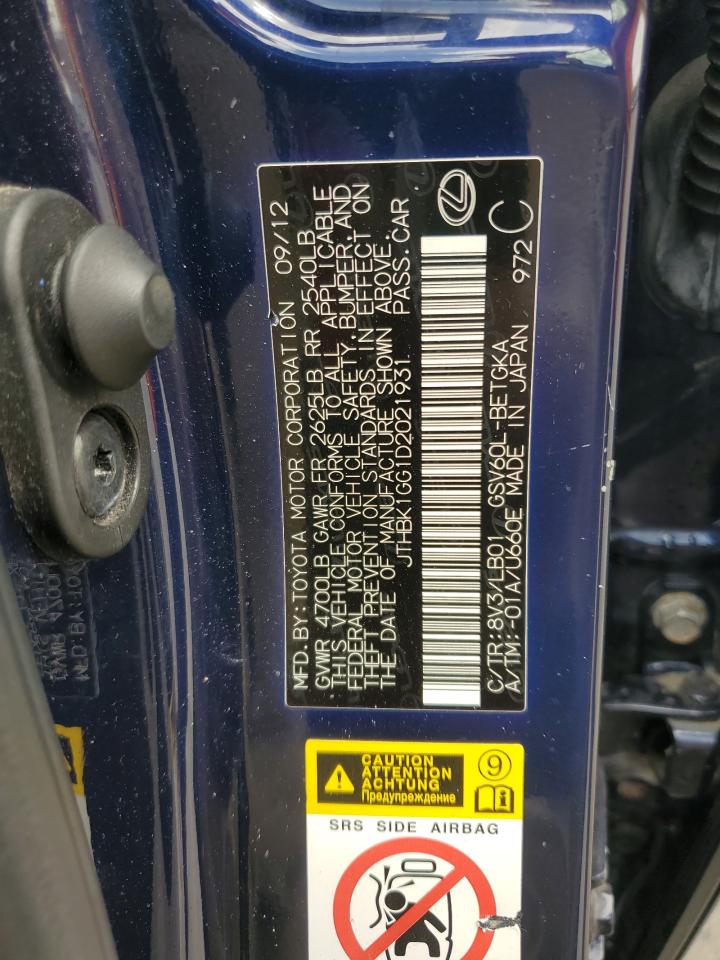 MFD. BY: TOYOTA MOTOR CORPORATION 09/12
GVWR 4700LB GAWR FR 2625LB RR 2540LB
THIS VEHICLE CONFORMS TO ALL APPLICABLE
FEDERAL MOTOR VEHICLE SAFETY, BUMPER, AND
THEFT PREVENTION STANDARDS IN EFFECT ON
THE DATE OF MANUFACTURE SHOWN ABOVE.
JTHBK1GG1D2021931 PASS. CAR
C/TR: 8V3/LB01 GSV60L-BETGKA
A/TM: -01A/U660E MADE IN JAPAN 972 C
CAUTION
ATTENTION
ACHTUNG
Предупреждение
9
SRS SIDE AIRBAG